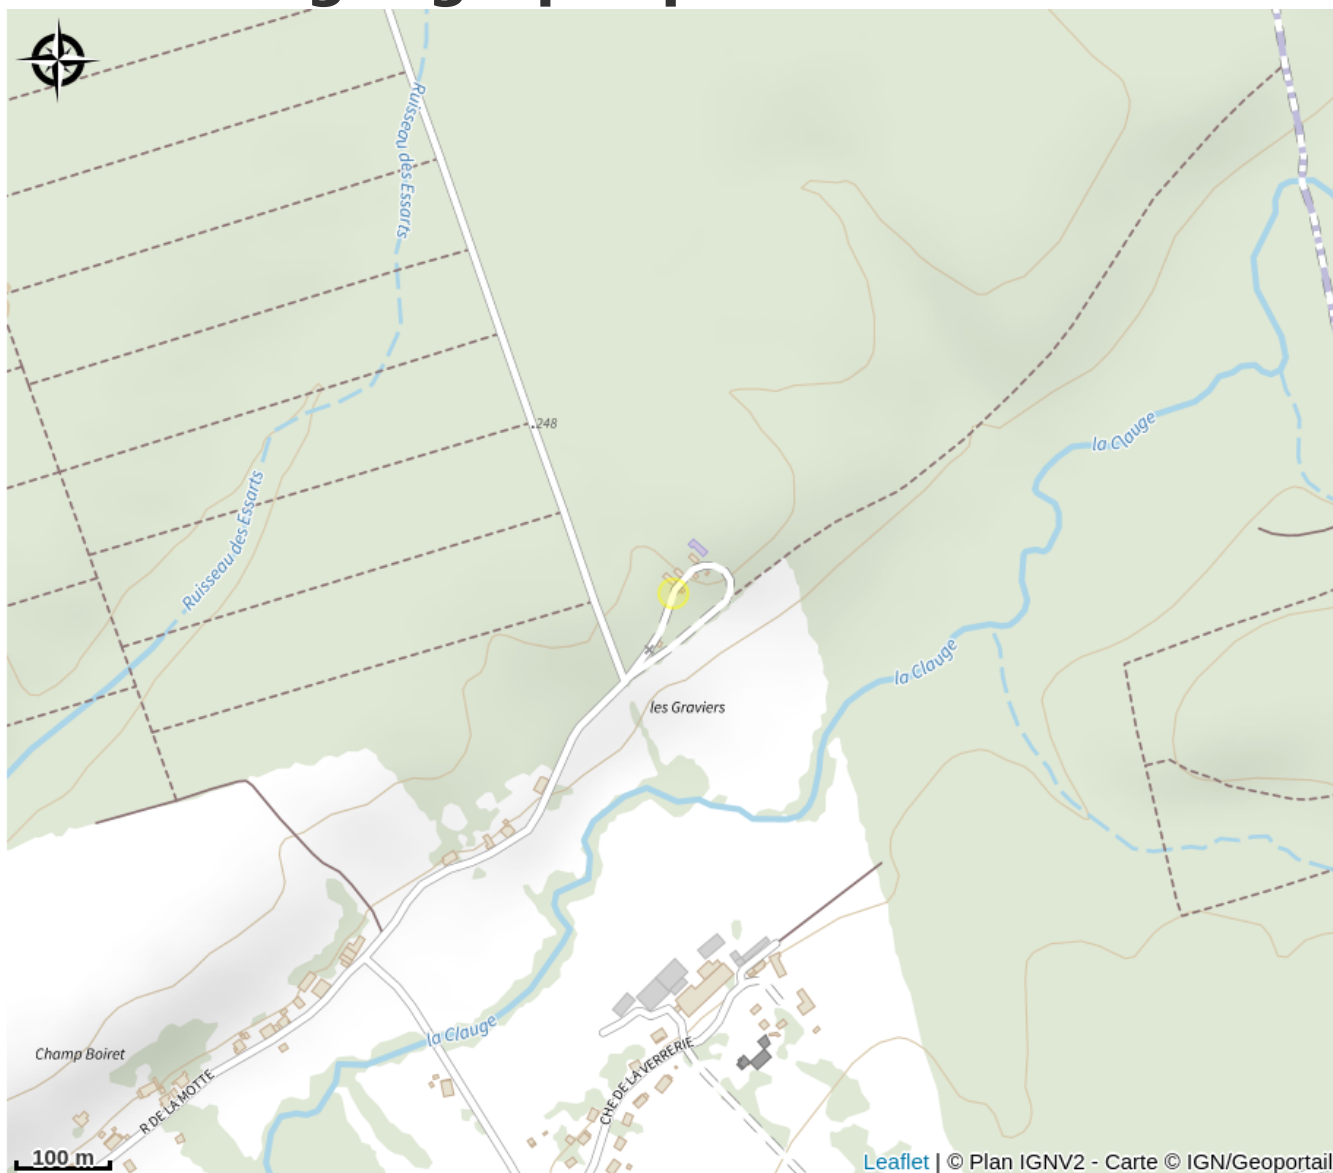 Ruisseau des Essarts
.248
la Clauge
Ruisseau des Essarts
la Clauge
les Graviers
la Clauge
Champ Boiret
R DE LA MOTTE
CHE DE LA VERRERIE
100 m
Leaflet | © Plan IGNV2 - Carte © IGN/Geoportail